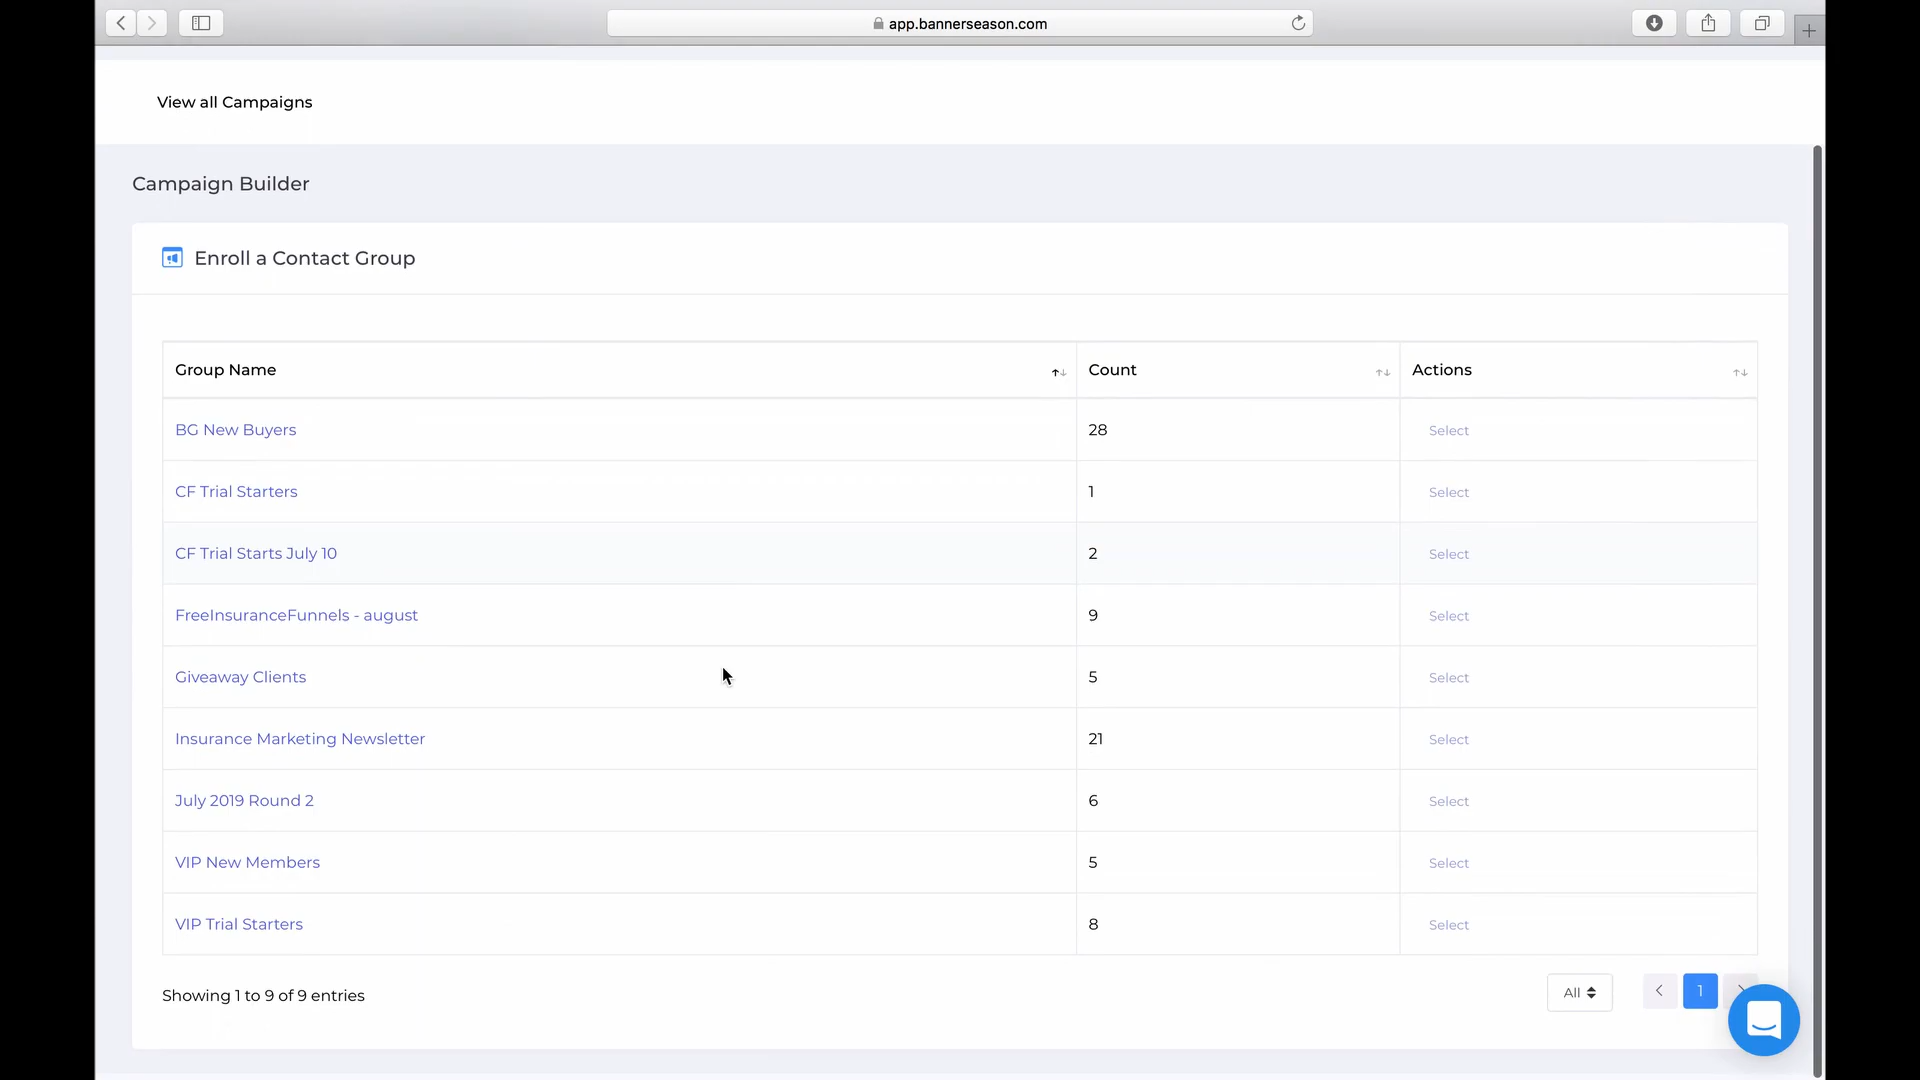 app.bannerseason.com
View all Campaigns
Campaign Builder
Enroll a Contact Group
Group Name Count Actions
BG New Buyers 28 Select
CF Trial Starters 1 Select
CF Trial Starts July 10 2 Select
FreeInsuranceFunnels - august 9 Select
Giveaway Clients 5 Select
Insurance Marketing Newsletter 21 Select
July 2019 Round 2 6 Select
VIP New Members 5 Select
VIP Trial Starters 8 Select
Showing 1 to 9 of 9 entries All 1